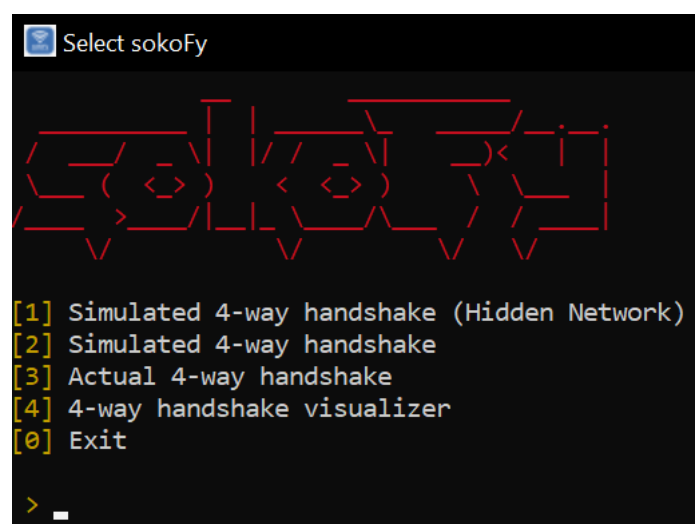 Select sokoFy
sokoFy
[1] Simulated 4-way handshake (Hidden Network)
[2] Simulated 4-way handshake
[3] Actual 4-way handshake
[4] 4-way handshake visualizer
[0] Exit
> _